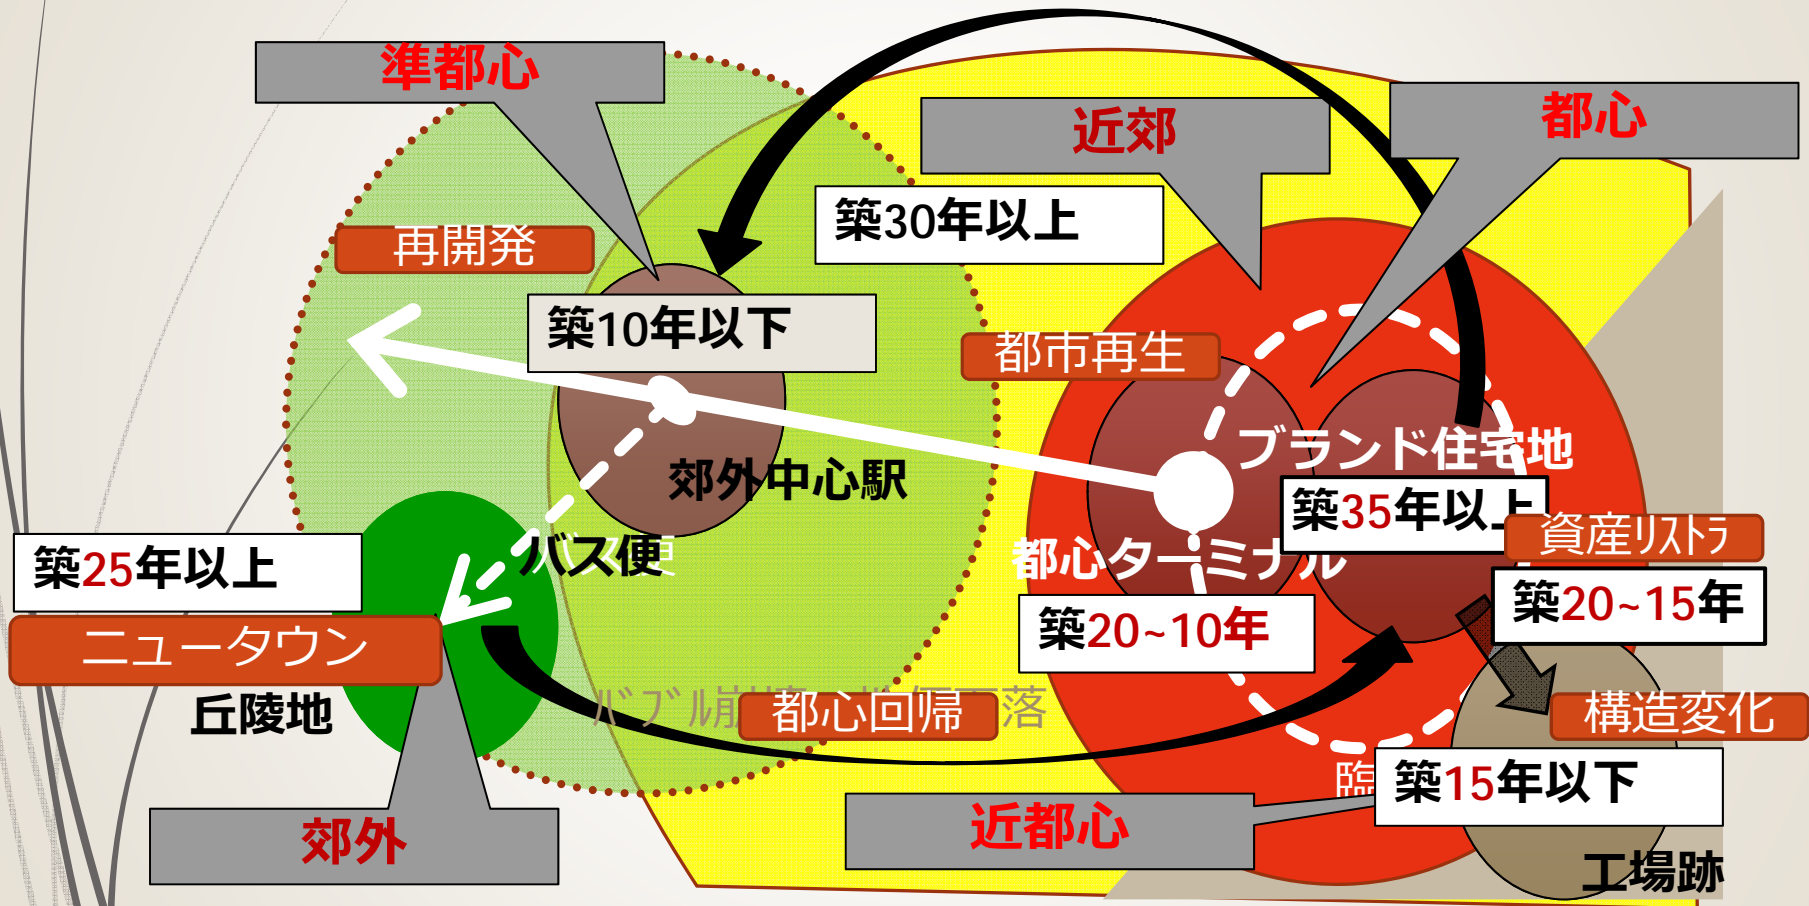 準都心
近郊
都心
築30年以上
再開発
築10年以下
都市再生
ブランド住宅地
郊外中心駅
築35年以上
資産リストラ
バス便
都心ターミナル
築25年以上
築20~15年
築20~10年
ニュータウン
丘陵地
都心回帰
構造変化
築15年以下
近都心
郊外
工場跡